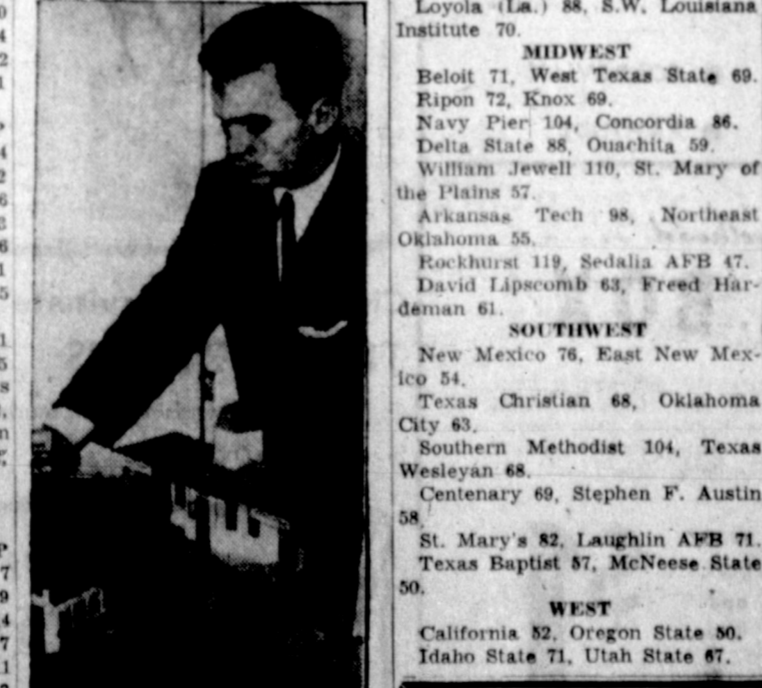 Loyola (La.) 88, S.W. Louisiana
Institute 70.
MIDWEST
Beloit 71, West Texas State 69.
Ripon 72, Knox 69.
Navy Pier 104, Concordia 86.
Delta State 88, Ouachita 59.
William Jewell 110, St. Mary of
the Plains 57.
Arkansas Tech 98, Northeast
Oklahoma 55.
Rockhurst 119, Sedalia AFB 47.
David Lipscomb 63, Freed Har-
deman 61.
SOUTHWEST
New Mexico 76, East New Mex-
ico 54.
Texas Christian 68, Oklahoma
City 63.
Southern Methodist 104, Texas
Wesleyan 68.
Centenary 69, Stephen F. Austin
58.
St. Mary's 82, Laughlin AFB 71.
Texas Baptist 57, McNeese State
50.
WEST
California 52, Oregon State 50.
Idaho State 71, Utah State 67.